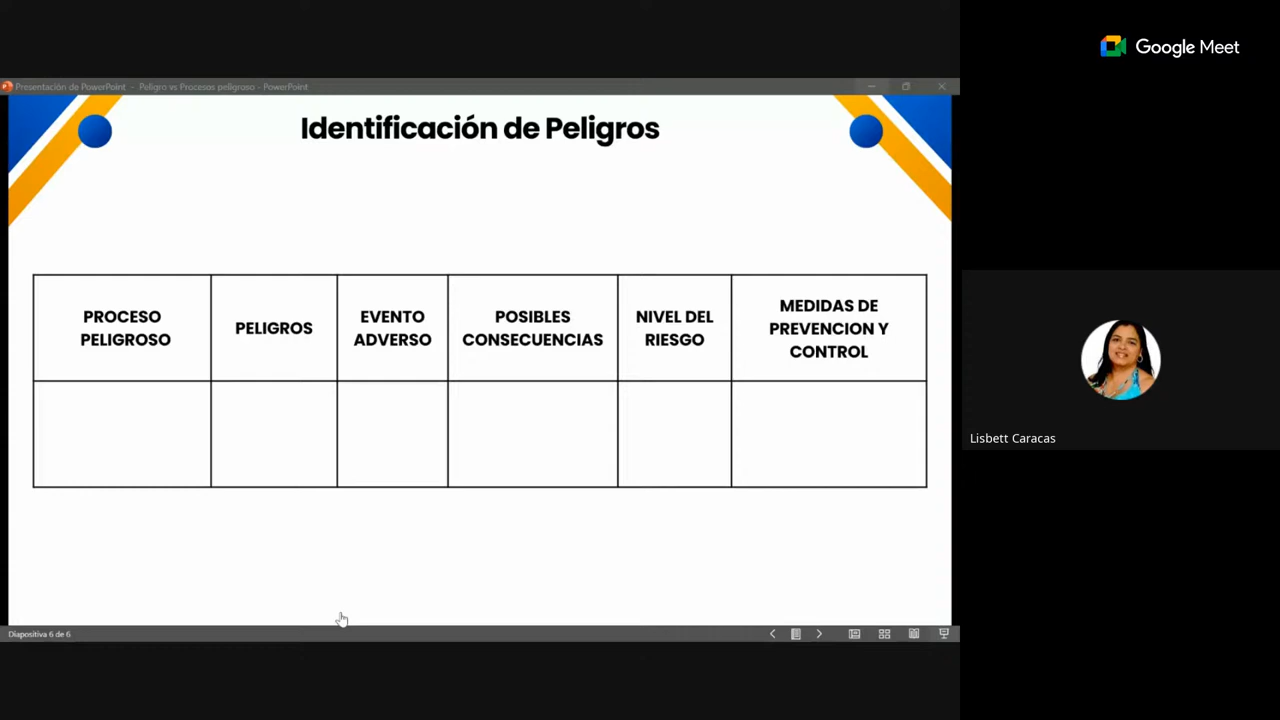 Google Meet
Presentación de PowerPoint - Peligro vs Procesos peligroso - PowerPoint
Identificación de Peligros
PROCESO
PELIGROSO
PELIGROS
EVENTO
ADVERSO
POSIBLES
CONSECUENCIAS
NIVEL DEL
RIESGO
MEDIDAS DE
PREVENCION Y
CONTROL
Lisbett Caracas
Diapositiva 6 de 6